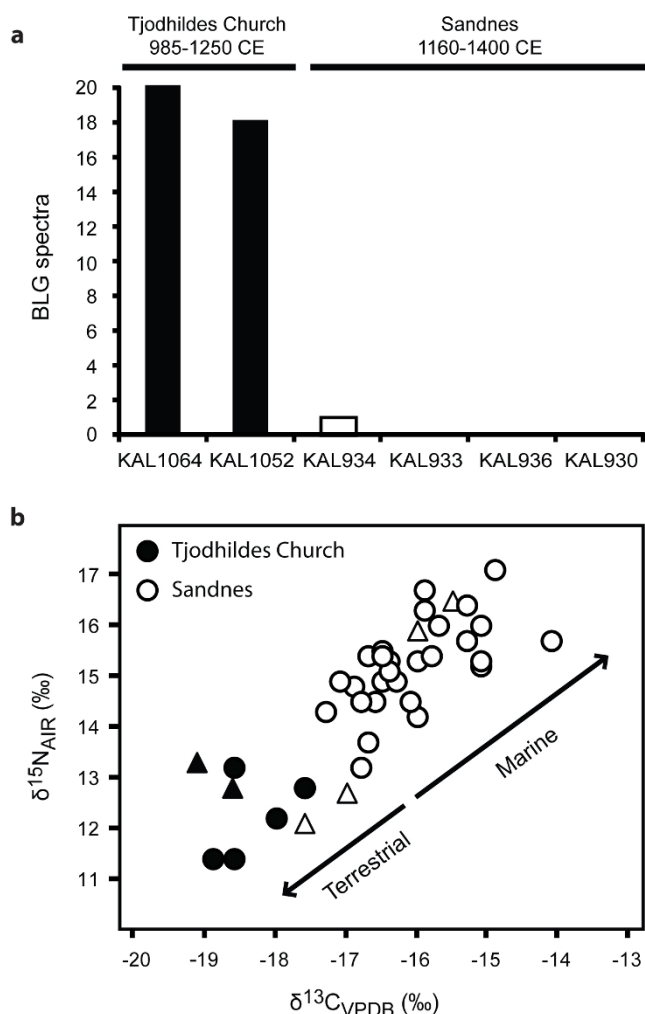 a
Tjodhildes Church
985-1250 CE
Sandnes
1160-1400 CE
BLG spectra
20
18
16
14
12
10
8
6
4
2
0
KAL1064 KAL1052 KAL934 KAL933 KAL936 KAL930
b
Tjodhildes Church
Sandnes
δ15NAIR (‰)
17
16
15
14
13
12
11
Marine
Terrestrial
-20 -19 -18 -17 -16 -15 -14 -13
δ13CVPDB (‰)